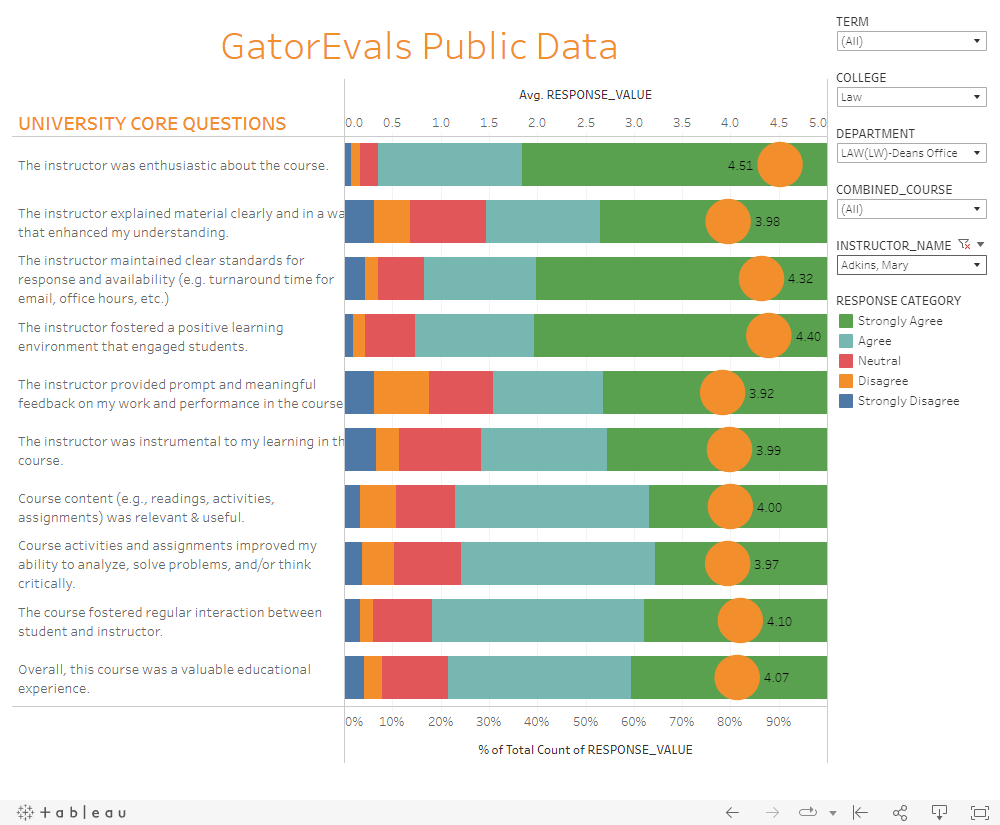 GatorEvals Public Data
Avg. RESPONSE_VALUE
UNIVERSITY CORE QUESTIONS
0.0 0.5 1.0 1.5 2.0 2.5 3.0 3.5 4.0 4.5 5.0
The instructor was enthusiastic about the course.
4.51
The instructor explained material clearly and in a wa
that enhanced my understanding.
3.98
The instructor maintained clear standards for
response and availability (e.g. turnaround time for
email, office hours, etc.)
4.32
The instructor fostered a positive learning
environment that engaged students.
4.40
The instructor provided prompt and meaningful
feedback on my work and performance in the course
3.92
The instructor was instrumental to my learning in th
course.
3.99
Course content (e.g., readings, activities,
assignments) was relevant & useful.
4.00
Course activities and assignments improved my
ability to analyze, solve problems, and/or think
critically.
3.97
The course fostered regular interaction between
student and instructor.
4.10
Overall, this course was a valuable educational
experience.
4.07
0% 10% 20% 30% 40% 50% 60% 70% 80% 90%
% of Total Count of RESPONSE_VALUE
TERM
(All)
COLLEGE
Law
DEPARTMENT
LAW(LW)-Deans Office
COMBINED_COURSE
(All)
INSTRUCTOR_NAME
Adkins, Mary
RESPONSE CATEGORY
Strongly Agree
Agree
Neutral
Disagree
Strongly Disagree
+ a b l e a u